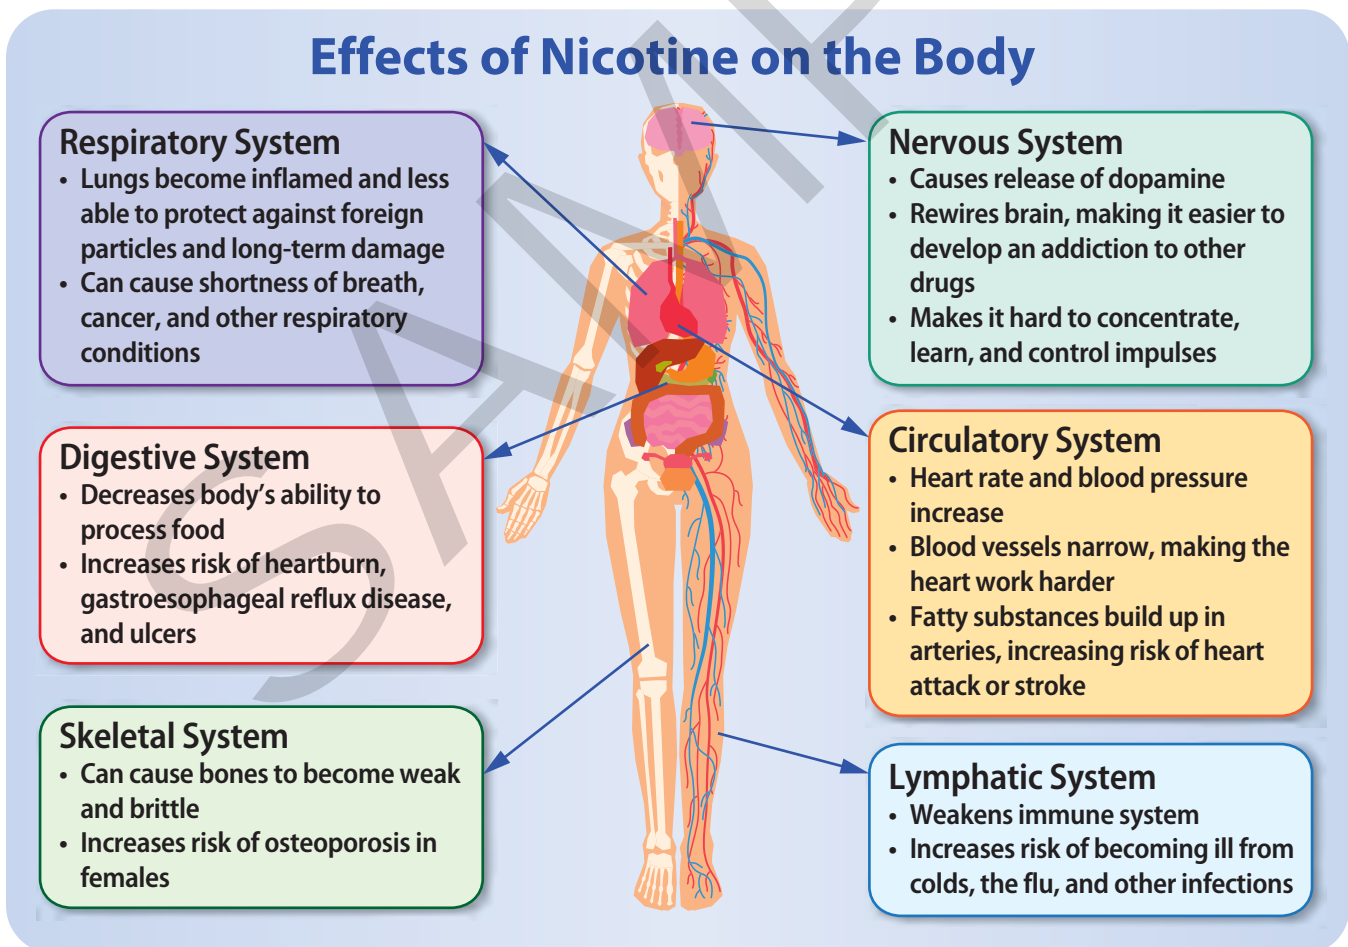 Effects of Nicotine on the Body
Respiratory System
• Lungs become inflamed and less
able to protect against foreign
particles and long-term damage
• Can cause shortness of breath,
cancer, and other respiratory
conditions
Digestive System
• Decreases body’s ability to
process food
• Increases risk of heartburn,
gastroesophageal reflux disease,
and ulcers
Skeletal System
• Can cause bones to become weak
and brittle
• Increases risk of osteoporosis in
females
Nervous System
• Causes release of dopamine
• Rewires brain, making it easier to
develop an addiction to other
drugs
• Makes it hard to concentrate,
learn, and control impulses
Circulatory System
• Heart rate and blood pressure
increase
• Blood vessels narrow, making the
heart work harder
• Fatty substances build up in
arteries, increasing risk of heart
attack or stroke
Lymphatic System
• Weakens immune system
• Increases risk of becoming ill from
colds, the flu, and other infections